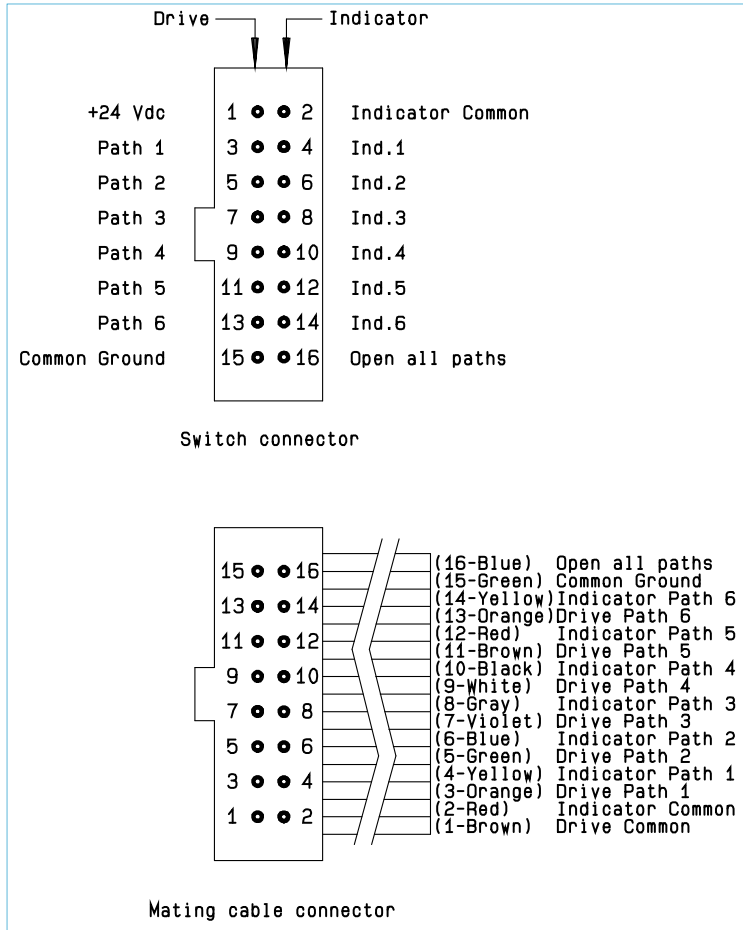 Drive Indicator
+24 Vdc 1 2 Indicator Common
Path 1 3 4 Ind.1
Path 2 5 6 Ind.2
Path 3 7 8 Ind.3
Path 4 9 10 Ind.4
Path 5 11 12 Ind.5
Path 6 13 14 Ind.6
Common Ground 15 16 Open all paths
Switch connector
15 16
13 14
11 12
9 10
7 8
5 6
3 4
1 2
(16-Blue) Open all paths
(15-Green) Common Ground
(14-Yellow) Indicator Path 6
(13-Orange) Drive Path 6
(12-Red) Indicator Path 5
(11-Brown) Drive Path 5
(10-Black) Indicator Path 4
(9-White) Drive Path 4
(8-Gray) Indicator Path 3
(7-Violet) Drive Path 3
(6-Blue) Indicator Path 2
(5-Green) Drive Path 2
(4-Yellow) Indicator Path 1
(3-Orange) Drive Path 1
(2-Red) Indicator Common
(1-Brown) Drive Common
Mating cable connector